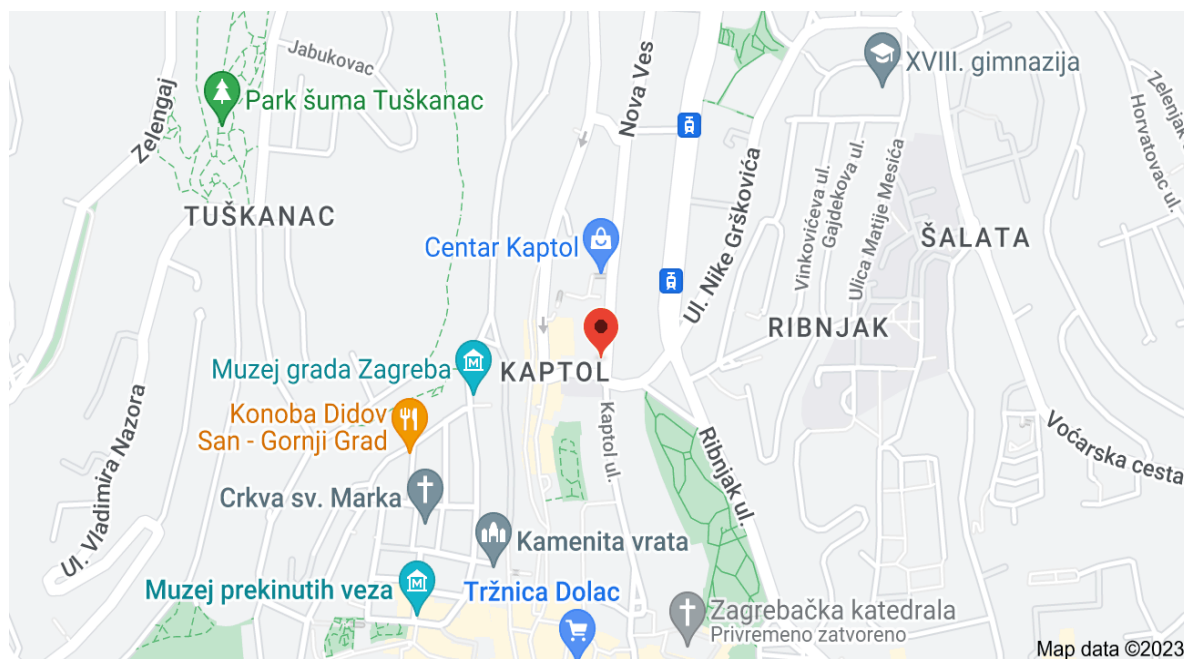 Jabukovac
Nova Ves
XVIII. gimnazija
Zelengaj
Park šuma Tuškanac
Horvatovac ul.
Ul. Nike Grškovića
Vinkovićeva ul.
Gajdekova ul.
Ulica Matije Mesića
TUŠKANAC
Centar Kaptol
ŠALATA
RIBNJAK
Muzej grada Zagreba
KAPTOL
Konoba Didov
San - Gornji Grad
Kaptol ul.
Ribnjak ul.
Voćarska cesta
Ul. Vladimira Nazora
Crkva sv. Marka
Kamenita vrata
Muzej prekinutih veza
Tržnica Dolac
Zagrebačka katedrala
Privremeno zatvoreno
Map data ©2023